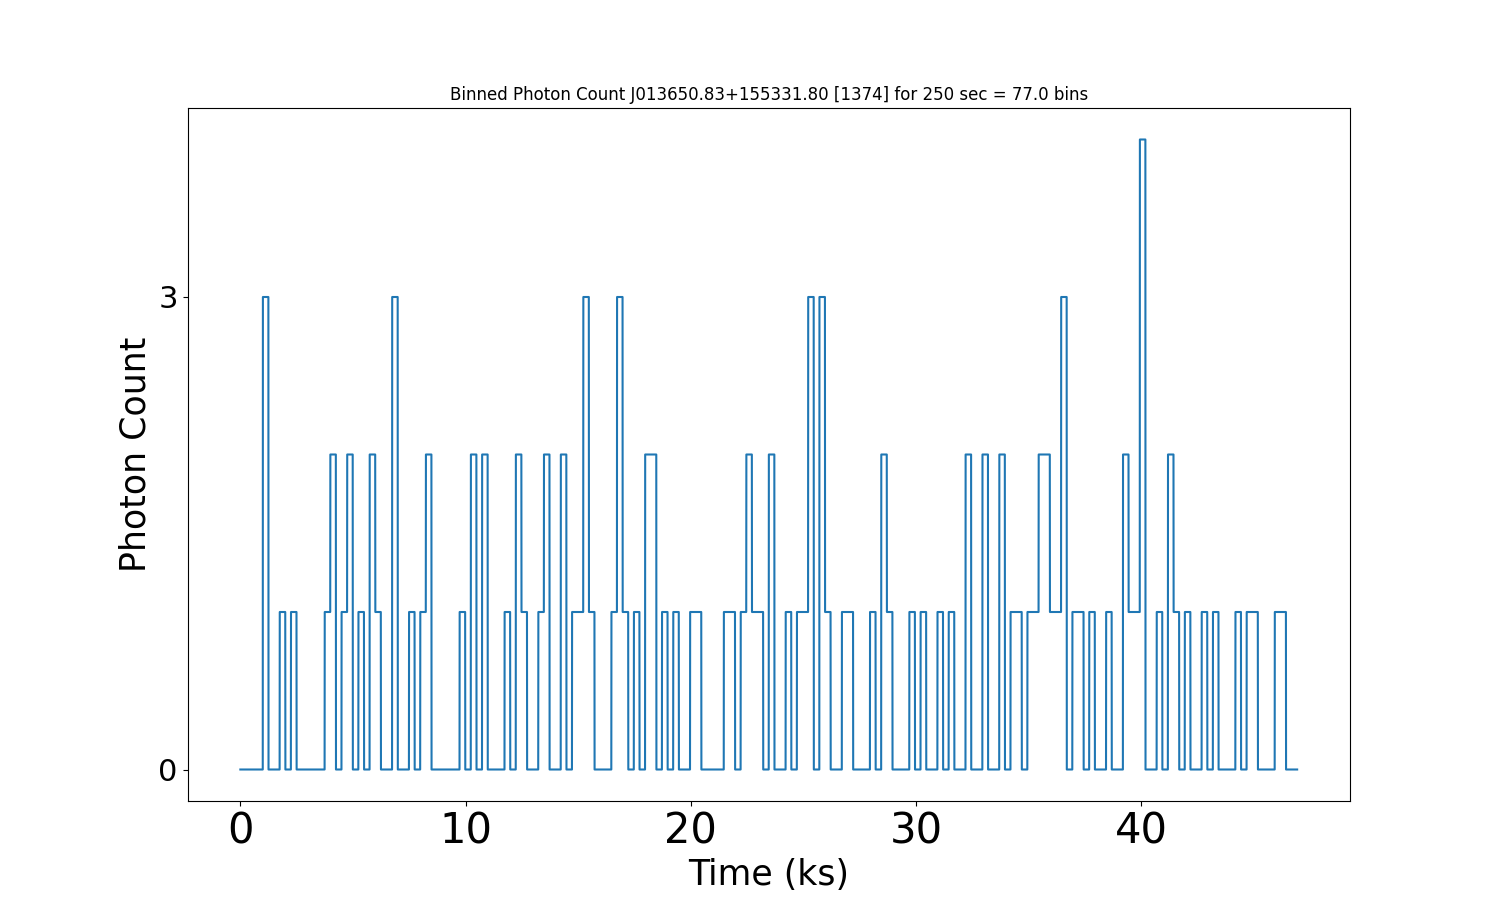 Binned Photon Count J013650.83+155331.80 [1374] for 250 sec = 77.0 bins
3
Photon Count
0
0 10 20 30 40
Time (ks)